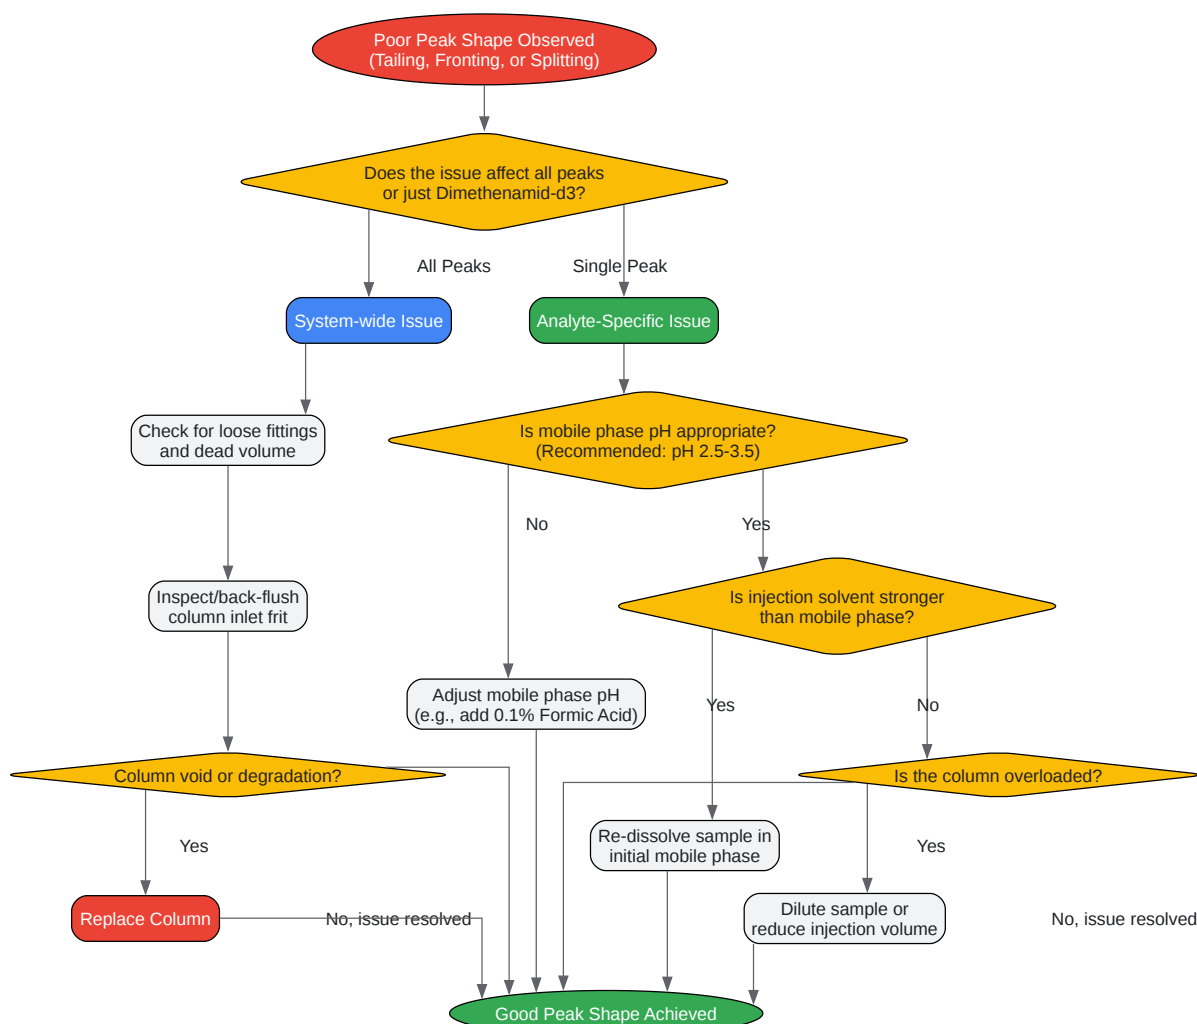 Poor Peak Shape Observed
(Tailing, Fronting, or Splitting)
Does the issue affect all peaks
or just Dimethenamid-d3?
All Peaks
Single Peak
System-wide Issue
Analyte-Specific Issue
Check for loose fittings
and dead volume
Is mobile phase pH appropriate?
(Recommended: pH 2.5-3.5)
No
Yes
Inspect/back-flush
column inlet frit
Is injection solvent stronger
than mobile phase?
Adjust mobile phase pH
(e.g., add 0.1% Formic Acid)
Yes
No
Column void or degradation?
Is the column overloaded?
Yes
Re-dissolve sample in
initial mobile phase
Yes
Replace Column
No, issue resolved
Dilute sample or
reduce injection volume
No, issue resolved
Good Peak Shape Achieved